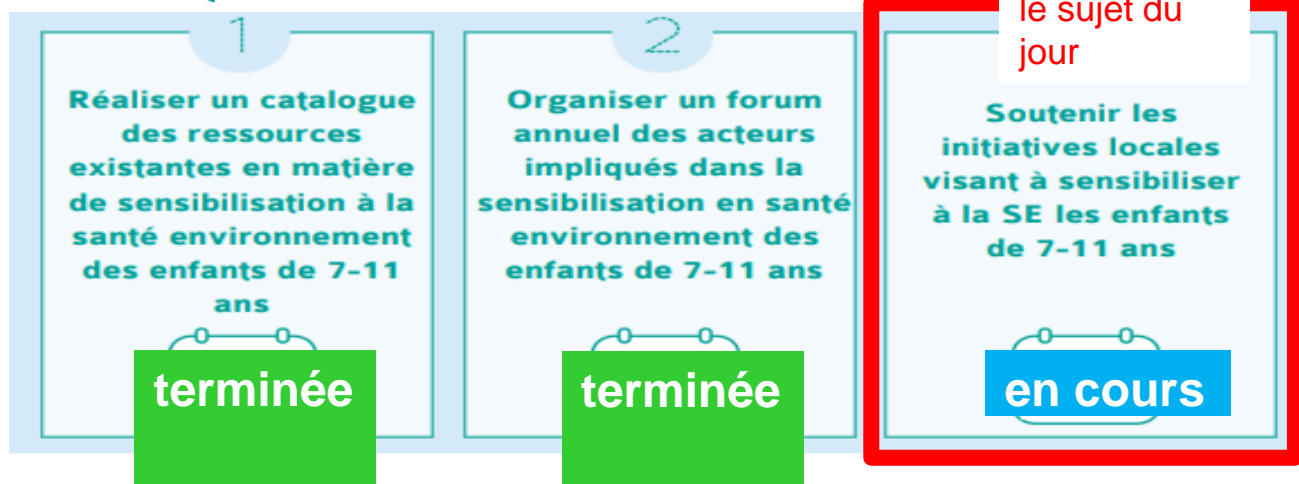 1
Réaliser un catalogue
des ressources
existantes en matière
de sensibilisation à la
santé environnement
des enfants de 7-11
ans
terminée
2
Organiser un forum
annuel des acteurs
impliqués dans la
sensibilisation en santé
environnement des
enfants de 7-11 ans
terminée
le sujet du
jour
Soutenir les
initiatives locales
visant à sensibiliser
à la SE les enfants
de 7-11 ans
en cours